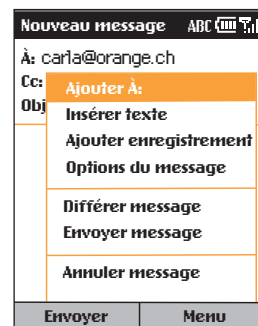 Nouveau message ABC
À: carla@orange.ch
Cc:
Obj
Ajouter À:
Insérer texte
Ajouter enregistrement
Options du message
Différer message
Envoyer message
Annuler message
Envoyer Menu